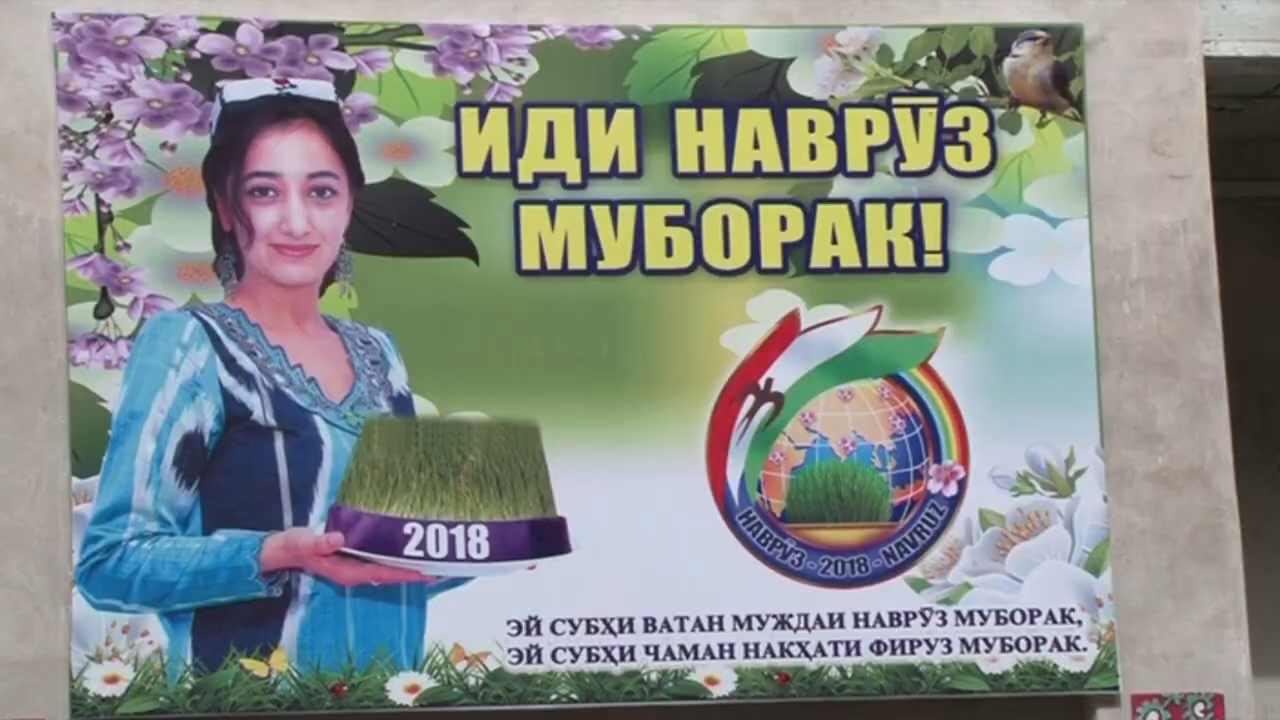 ИДИ НАВРӮЗ
МУБОРАК!
2018
НАВРӮЗ - 2018 - NAVRUZ
ЭЙ СУБҲИ ВАТАН МУЖДАИ НАВРӮЗ МУБОРАК,
ЭЙ СУБҲИ ЧАМАН НАКҲАТИ ФИРУЗ МУБОРАК.